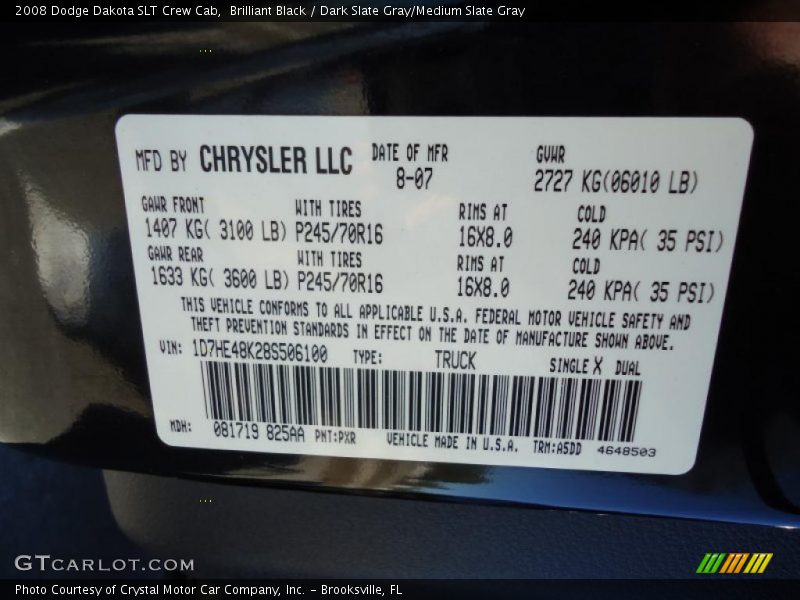 2008 Dodge Dakota SLT Crew Cab,  Brilliant Black / Dark Slate Gray/Medium Slate Gray
MFD BY CHRYSLER LLC DATE OF MFR GVWR
8-07 2727 KG(06010 LB)
GAWR FRONT WITH TIRES RIMS AT COLD
1407 KG( 3100 LB) P245/70R16 16X8.0 240 KPA( 35 PSI)
GAWR REAR WITH TIRES RIMS AT COLD
1633 KG( 3600 LB) P245/70R16 16X8.0 240 KPA( 35 PSI)
THIS VEHICLE CONFORMS TO ALL APPLICABLE U.S.A. FEDERAL MOTOR VEHICLE SAFETY AND
THEFT PREVENTION STANDARDS IN EFFECT ON THE DATE OF MANUFACTURE SHOWN ABOVE.
VIN: 1D7HE48K28S506100 TYPE: TRUCK SINGLE X DUAL
MDH: 081719 825AA PNT:PXR VEHICLE MADE IN U.S.A. TRM:A5DD 4648503
GTCARLOT.COM
Photo Courtesy of Crystal Motor Car Company, Inc. – Brooksville, FL